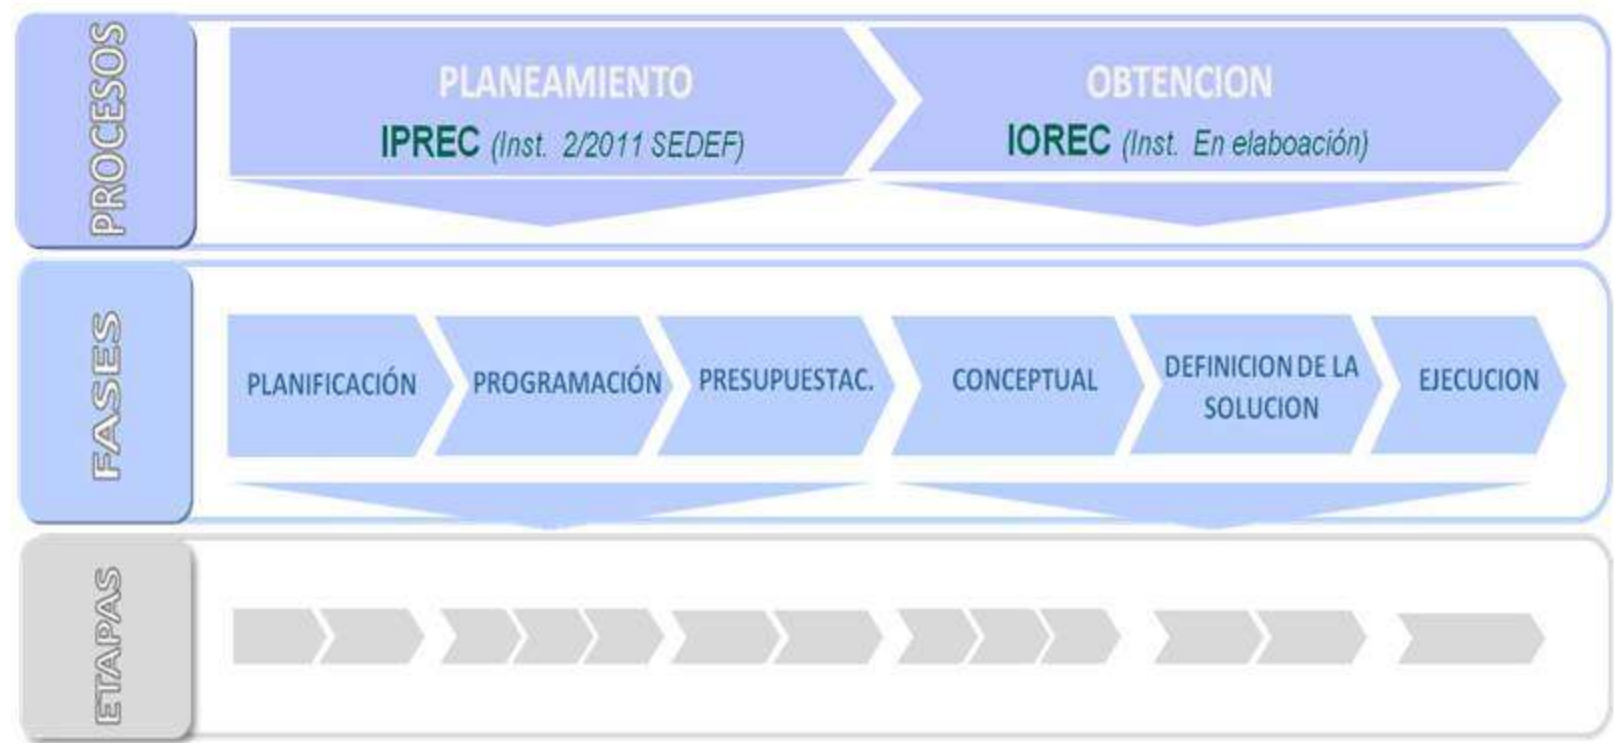 PROCESOS
PLANEAMIENTO
IPREC (Inst. 2/2011 SEDEF)
OBTENCION
IOREC (Inst. En elaboación)
FASES
PLANIFICACIÓN
PROGRAMACIÓN
PRESUPUESTAC.
CONCEPTUAL
DEFINICION DE LA
SOLUCION
EJECUCION
ETAPAS